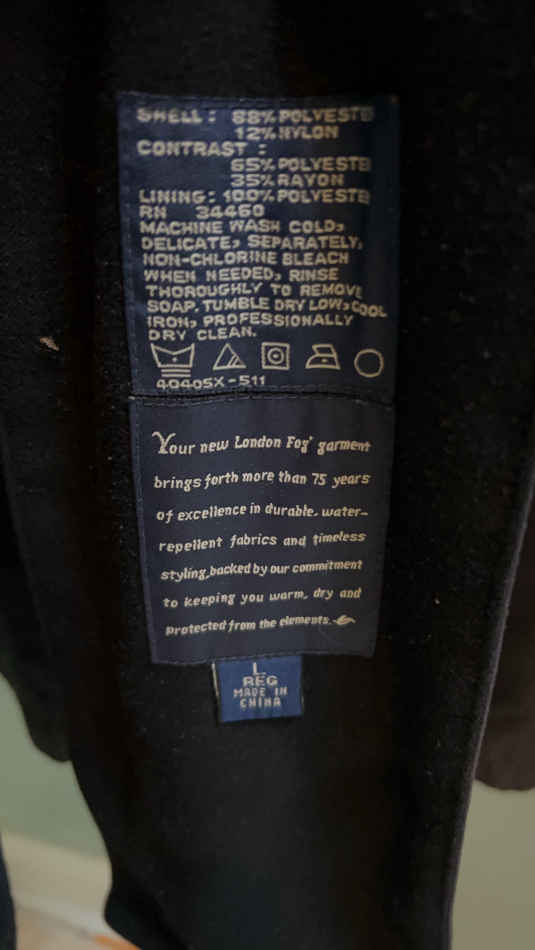 SHELL: 88% POLYESTE
12% NYLON
CONTRAST :
65% POLYESTE
35% RAYON
LINING: 100% POLYESTE
RN 34460
MACHINE WASH COLD,
DELICATE, SEPARATELY,
NON-CHLORINE BLEACH
WHEN NEEDED, RINSE
THOROUGHLY TO REMOVE
SOAP, TUMBLE DRY LOW, COOL
IRON, PROFESSIONALLY
DRY CLEAN.
40405X-511
Your new London Fog® garment
brings forth more than 75 years
of excellence in durable, water-
repellent fabrics and timeless
styling, backed by our commitment
to keeping you warm, dry and
protected from the elements.
L
REG
MADE IN
CHINA